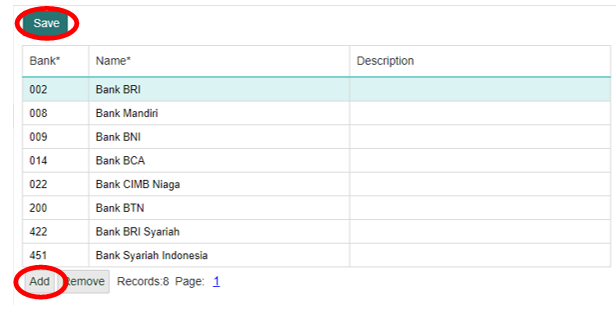 Save
Bank* Name* Description
002 Bank BRI
008 Bank Mandiri
009 Bank BNI
014 Bank BCA
022 Bank CIMB Niaga
200 Bank BTN
422 Bank BRI Syariah
451 Bank Syariah Indonesia
Add Remove Records:8 Page: 1